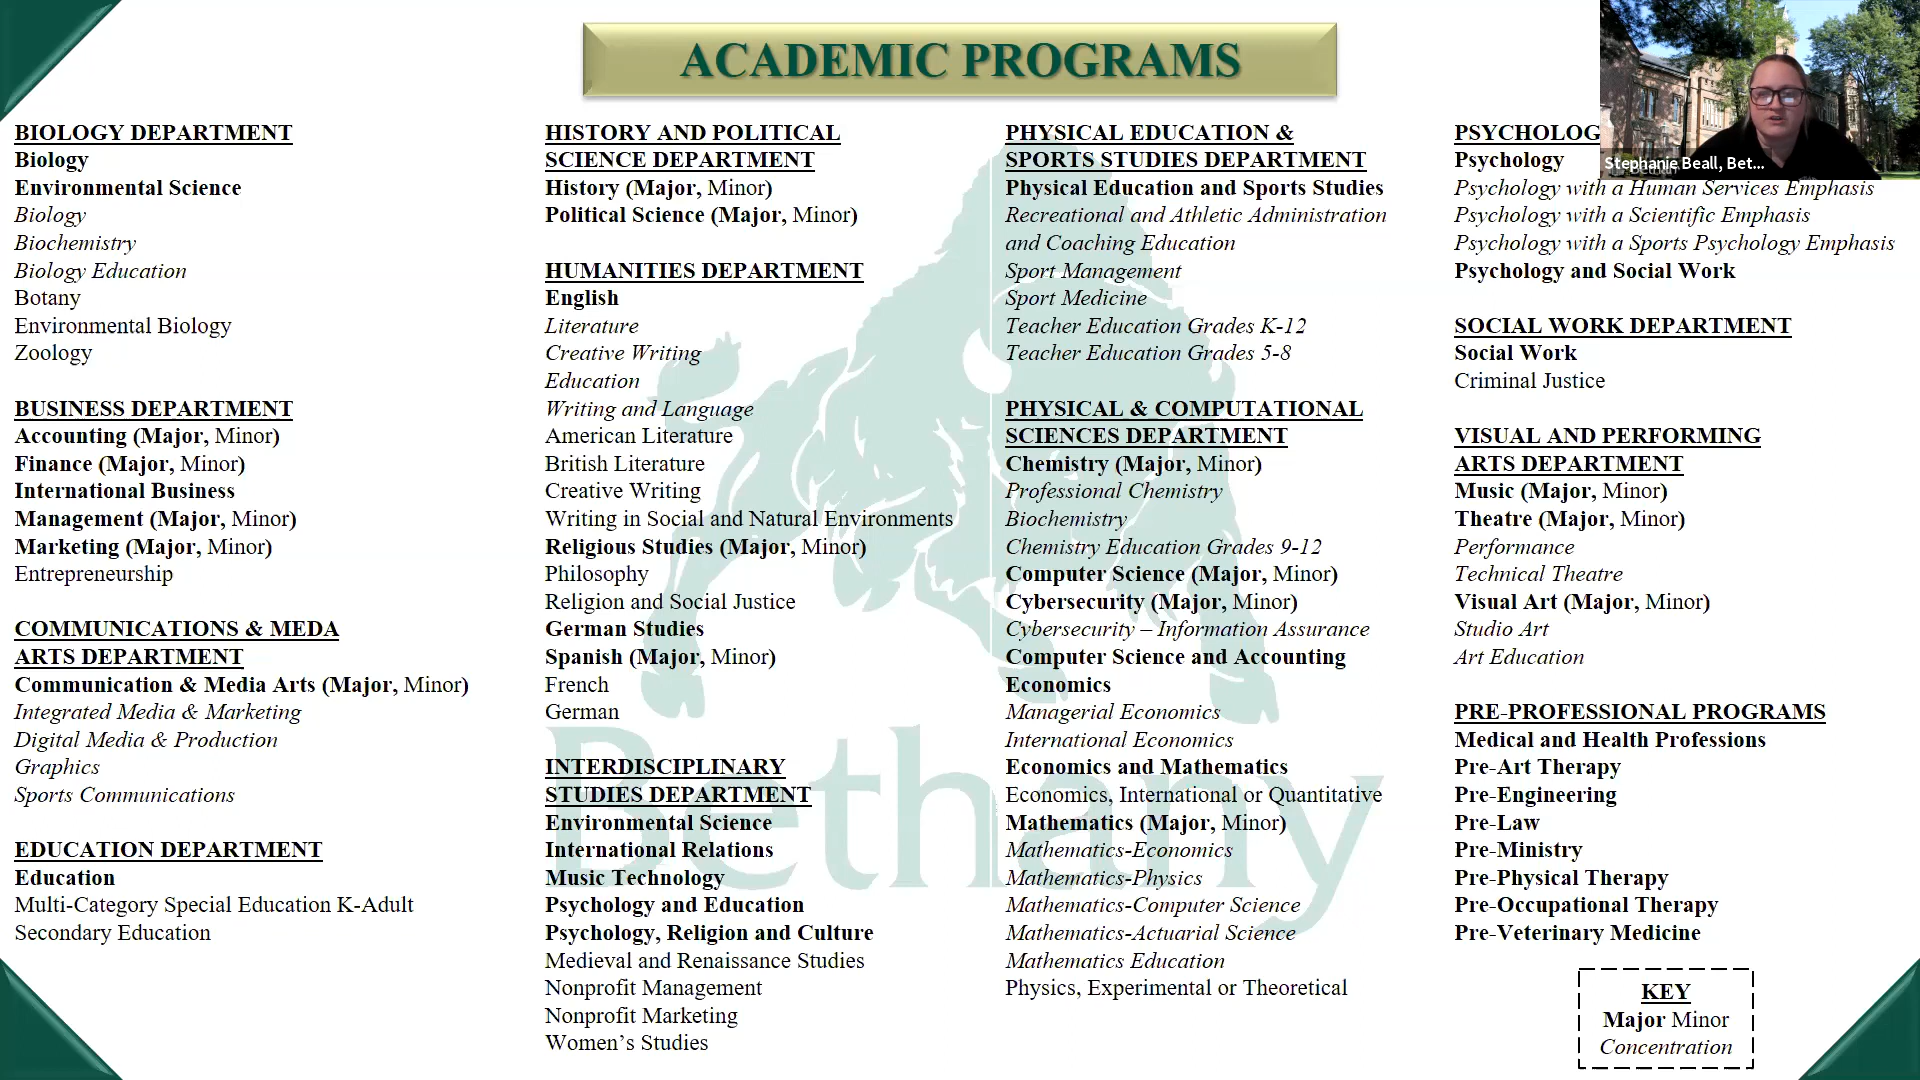 ACADEMIC PROGRAMS
BIOLOGY DEPARTMENT
Biology
Environmental Science
Biology
Biochemistry
Biology Education
Botany
Environmental Biology
Zoology
BUSINESS DEPARTMENT
Accounting (Major, Minor)
Finance (Major, Minor)
International Business
Management (Major, Minor)
Marketing (Major, Minor)
Entrepreneurship
COMMUNICATIONS & MEDA
ARTS DEPARTMENT
Communication & Media Arts (Major, Minor)
Integrated Media & Marketing
Digital Media & Production
Graphics
Sports Communications
EDUCATION DEPARTMENT
Education
Multi-Category Special Education K-Adult
Secondary Education
HISTORY AND POLITICAL
SCIENCE DEPARTMENT
History (Major, Minor)
Political Science (Major, Minor)
HUMANITIES DEPARTMENT
English
Literature
Creative Writing
Education
Writing and Language
American Literature
British Literature
Creative Writing
Writing in Social and Natural Environments
Religious Studies (Major, Minor)
Philosophy
Religion and Social Justice
German Studies
Spanish (Major, Minor)
French
German
INTERDISCIPLINARY
STUDIES DEPARTMENT
Environmental Science
International Relations
Music Technology
Psychology and Education
Psychology, Religion and Culture
Medieval and Renaissance Studies
Nonprofit Management
Nonprofit Marketing
Women's Studies
PHYSICAL EDUCATION &
SPORTS STUDIES DEPARTMENT
Physical Education and Sports Studies
Recreational and Athletic Administration
and Coaching Education
Sport Management
Sport Medicine
Teacher Education Grades K-12
Teacher Education Grades 5-8
PHYSICAL & COMPUTATIONAL
SCIENCES DEPARTMENT
Chemistry (Major, Minor)
Professional Chemistry
Biochemistry
Chemistry Education Grades 9-12
Computer Science (Major, Minor)
Cybersecurity (Major, Minor)
Cybersecurity – Information Assurance
Computer Science and Accounting
Economics
Managerial Economics
International Economics
Economics and Mathematics
Economics, International or Quantitative
Mathematics (Major, Minor)
Mathematics-Economics
Mathematics-Physics
Mathematics-Computer Science
Mathematics-Actuarial Science
Mathematics Education
Physics, Experimental or Theoretical
PSYCHOLOG
Psychology
Psychology with a Human Services Emphasis
Psychology with a Scientific Emphasis
Psychology with a Sports Psychology Emphasis
Psychology and Social Work
SOCIAL WORK DEPARTMENT
Social Work
Criminal Justice
VISUAL AND PERFORMING
ARTS DEPARTMENT
Music (Major, Minor)
Theatre (Major, Minor)
Performance
Technical Theatre
Visual Art (Major, Minor)
Studio Art
Art Education
PRE-PROFESSIONAL PROGRAMS
Medical and Health Professions
Pre-Art Therapy
Pre-Engineering
Pre-Law
Pre-Ministry
Pre-Physical Therapy
Pre-Occupational Therapy
Pre-Veterinary Medicine
KEY
Major Minor
Concentration
Stephanie Beall, Bet...
Bethany